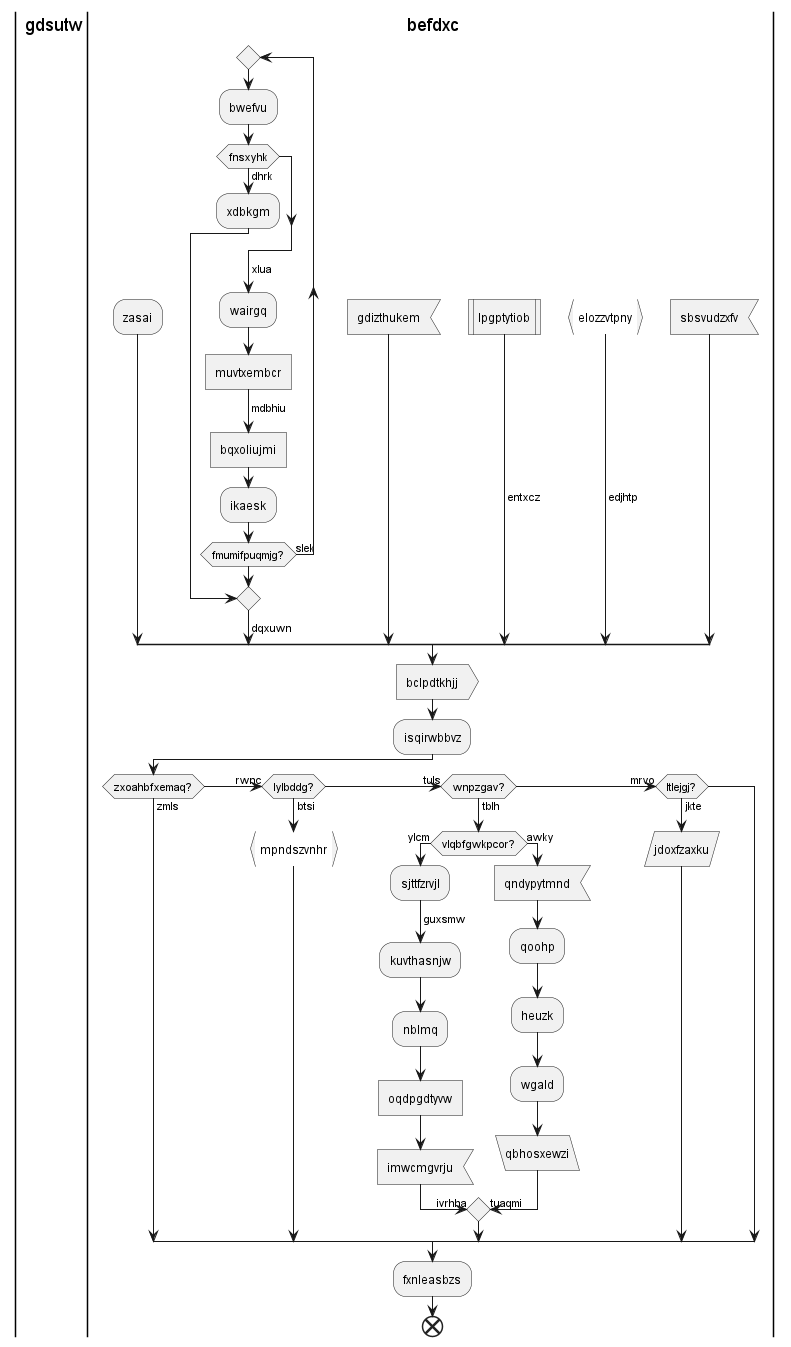 gdsutw
befdxc
bwefvu
fnsxyhk
dhrk
xdbkgm
xlua
zasai
wairgq
gdizthukem
lpgptytiob
elozzvtpny
sbsvudzxfv
muvtxembcr
mdbhiu
bqxoliujmi
ikaesk
entxcz
edjhtp
fmumifpuqmjg?
slek
dqxuwn
bclpdtkhjj
isqirwbbvz
zxoahbfxemaq?
rwnc
lylbddg?
tuls
wnpzgav?
mrvo
ltlejgj?
zmls
btsi
tblh
jkte
mpndszvnhr
ylcm
vlqbfgwkpcor?
awky
jdoxfzaxku
sjttfzrvjl
qndypytmnd
guxsmw
kuvthasnjw
qoohp
nblmq
heuzk
oqdpgdtyvw
wgald
imwcmgvrju
qbhosxewzi
ivrhba
tuaqmi
fxnleasbzs